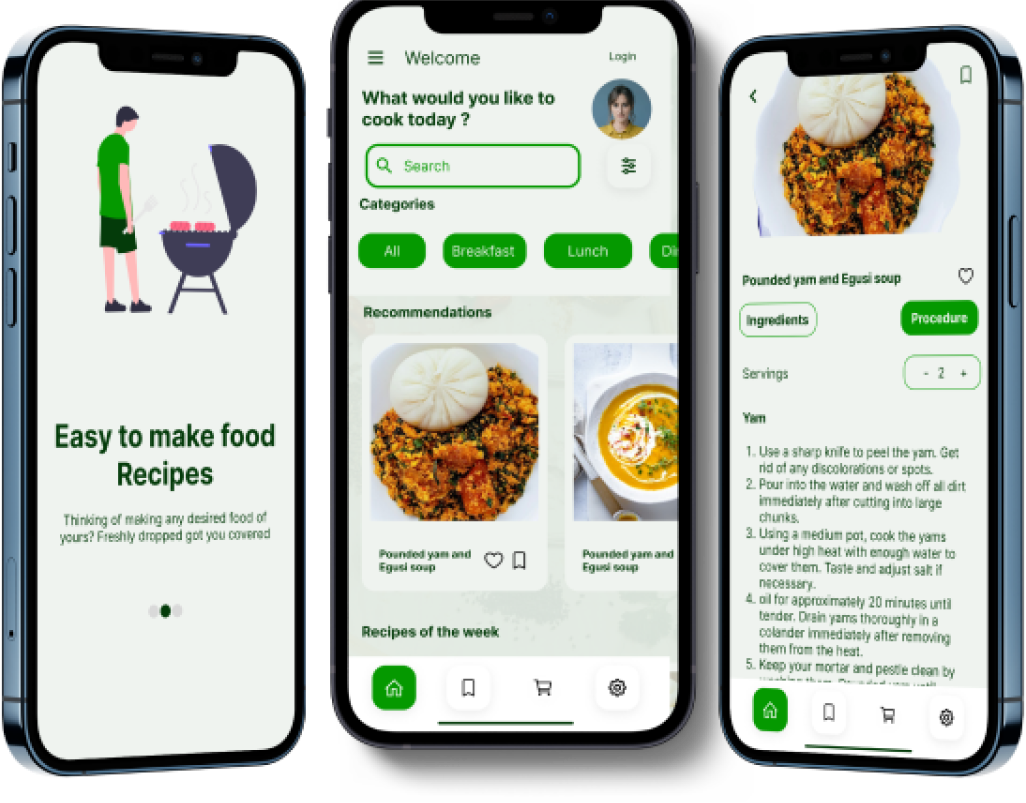 Easy to make food
Recipes
Thinking of making any desired food of
yours? Freshly dropped got you covered
Welcome
Login
What would you like to
cook today ?
Search
Categories
All
Breakfast
Lunch
Recommendations
Pounded yam and
Egusi soup
Pounded yam and
Egusi soup
Recipes of the week
Pounded yam and Egusi soup
Ingredients
Procedure
Servings
- 2 +
Yam
1. Use a sharp knife to peel the yam. Get
rid of any discolorations or spots.
2. Pour into the water and wash off all dirt
immediately after cutting into large
chunks.
3. Using a medium pot, cook the yams
under high heat with enough water to
cover them. Taste and adjust salt if
necessary.
4. oil for approximately 20 minutes until
tender. Drain yams thoroughly in a
colander immediately after removing
them from the heat.
5. Keep your mortar and pestle clean by